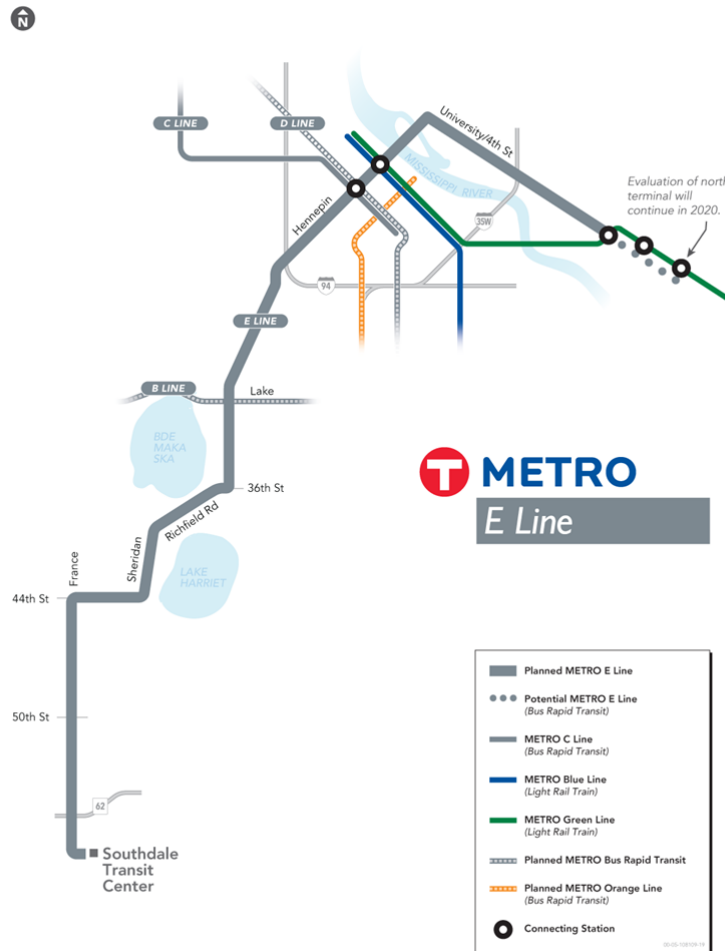 N
C LINE
D LINE
University/4th St
MISSISSIPPI RIVER
Evaluation of north
terminal will
continue in 2020.
35W
Hennepin
94
E LINE
B LINE
Lake
BDE
MAKA
SKA
36th St
Richfield Rd
T METRO
E Line
Sheridan
LAKE
HARRIET
France
44th St
50th St
62
Southdale
Transit
Center
Planned METRO E Line
Potential METRO E Line
(Bus Rapid Transit)
METRO C Line
(Bus Rapid Transit)
METRO Blue Line
(Light Rail Train)
METRO Green Line
(Light Rail Train)
Planned METRO Bus Rapid Transit
Planned METRO Orange Line
(Bus Rapid Transit)
Connecting Station